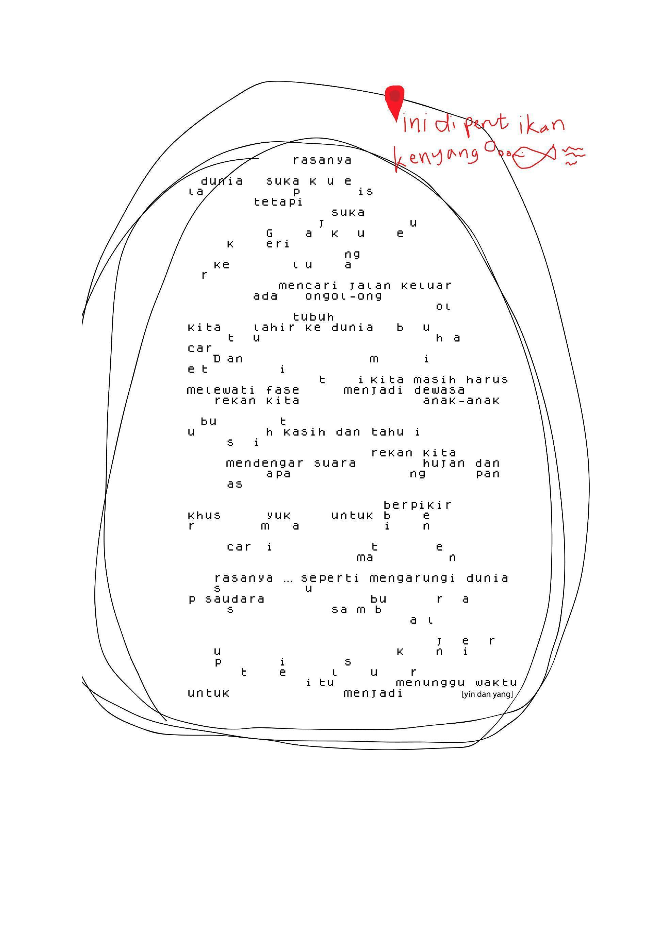 ini di perut ikan
kenyang
rasanya
dunia suka k u e
la p is
tetapi
suka
J u
G a k u e
k eri
ng
ke lu a
r
mencari jalan keluar
ada ongol-ong
ol
tubuh
kita lahir ke dunia b u
t u h a
car
Dan m i
e t i
t i kita masih harus
melewati fase menjadi dewasa
rekan kita anak-anak
bu t
u h kasih dan tahu i
s i
rekan kita
mendengar suara hujan dan
apa ng pan
as
berpikir
khus yuk untuk b e
r m a i n
car i t e
ma n
rasanya ... seperti mengarungi dunia
s u
p saudara bu r a
s sa m b
a l
J e r
u k n i
p i s
t e l u r
i tu menunggu waktu
untuk menjadi [yin dan yang]